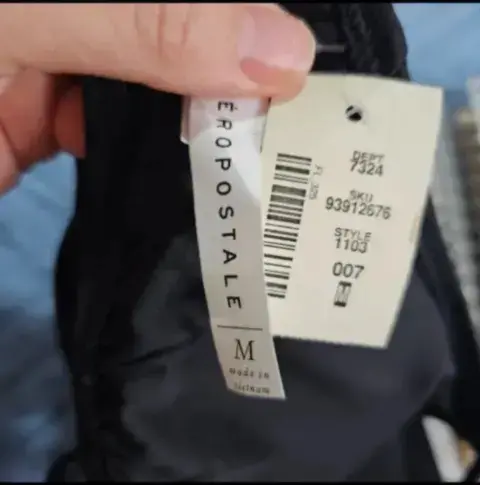 ÉROPOSTALE
M
made in
Vietnam
DEPT
7324
SKU
93912676
STYLE
1103
007
M